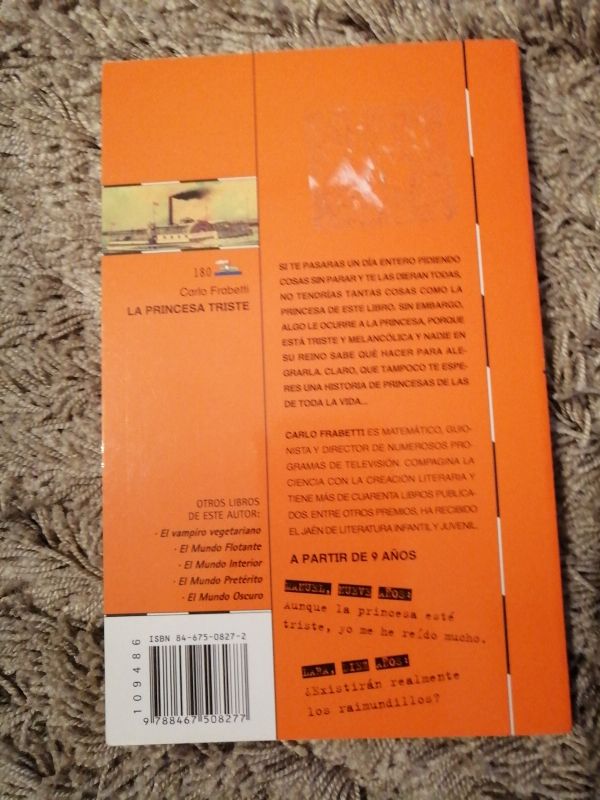 180
Carlo Frabetti
LA PRINCESA TRISTE
SI TE PASARAS UN DÍA ENTERO PIDIENDO
COSAS SIN PARAR Y TE LAS DIERAN TODAS,
NO TENDRÍAS TANTAS COSAS COMO LA
PRINCESA DE ESTE LIBRO. SIN EMBARGO,
ALGO LE OCURRE A LA PRINCESA, PORQUE
ESTÁ TRISTE Y MELANCÓLICA Y NADIE EN
SU REINO SABE QUÉ HACER PARA ALE-
GRARLA. CLARO, QUE TAMPOCO TE ESPE-
RES UNA HISTORIA DE PRINCESAS DE LAS
DE TODA LA VIDA...
CARLO FRABETTI ES MATEMÁTICO, GUIO-
NISTA Y DIRECTOR DE NUMEROSOS PRO-
GRAMAS DE TELEVISIÓN. COMPAGINA LA
CIENCIA CON LA CREACIÓN LITERARIA Y
TIENE MÁS DE CUARENTA LIBROS PUBLICA-
DOS. ENTRE OTROS PREMIOS, HA RECIBIDO
EL JAÉN DE LITERATURA INFANTIL Y JUVENIL.
A PARTIR DE 9 AÑOS
MANUEL, NUEVE AÑOS:
Aunque la princesa esté
triste, yo me he reído mucho.
SARA, DIEZ AÑOS:
¿Existirán realmente
los raimundillos?
OTROS LIBROS
DE ESTE AUTOR:
· El vampiro vegetariano
· El Mundo Flotante
· El Mundo Interior
· El Mundo Pretérito
· El Mundo Oscuro
ISBN 84-675-0827-2
109486
9 788467 508277